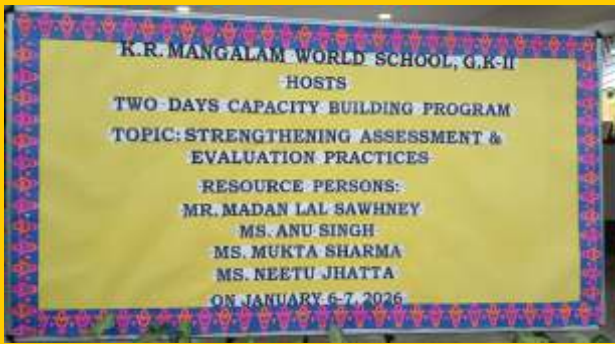 K.R. MANGALAM WORLD SCHOOL, G.K-II
HOSTS
TWO DAYS CAPACITY BUILDING PROGRAM
TOPIC: STRENGTHENING ASSESSMENT &
EVALUATION PRACTICES
RESOURCE PERSONS:
MR. MADAN LAL SAWHNEY
MS. ANU SINGH
MS. MUKTA SHARMA
MS. NEETU JHATTA
ON JANUARY 6-7, 2026